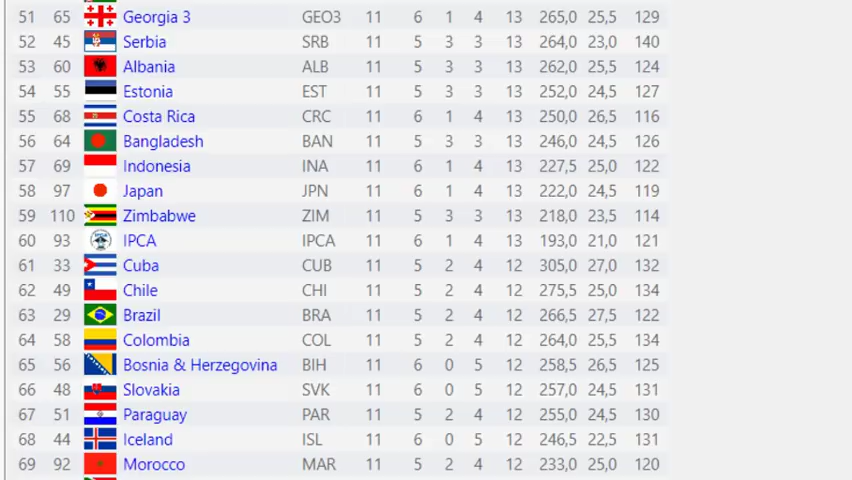 51 65 Georgia 3 GEO3 11 6 1 4 13 265,0 25,5 129
52 45 Serbia SRB 11 5 3 3 13 264,0 23,0 140
53 60 Albania ALB 11 5 3 3 13 262,0 25,5 124
54 55 Estonia EST 11 5 3 3 13 252,0 24,5 127
55 68 Costa Rica CRC 11 6 1 4 13 250,0 26,5 116
56 64 Bangladesh BAN 11 5 3 3 13 246,0 24,5 126
57 69 Indonesia INA 11 6 1 4 13 227,5 25,0 122
58 97 Japan JPN 11 6 1 4 13 222,0 24,5 119
59 110 Zimbabwe ZIM 11 5 3 3 13 218,0 23,5 114
60 93 IPCA IPCA 11 6 1 4 13 193,0 21,0 121
61 33 Cuba CUB 11 5 2 4 12 305,0 27,0 132
62 49 Chile CHI 11 5 2 4 12 275,5 25,0 134
63 29 Brazil BRA 11 5 2 4 12 266,5 27,5 122
64 58 Colombia COL 11 5 2 4 12 264,0 25,5 134
65 56 Bosnia & Herzegovina BIH 11 6 0 5 12 258,5 26,5 125
66 48 Slovakia SVK 11 6 0 5 12 257,0 24,5 131
67 51 Paraguay PAR 11 5 2 4 12 255,0 24,5 130
68 44 Iceland ISL 11 6 0 5 12 246,5 22,5 131
69 92 Morocco MAR 11 5 2 4 12 233,0 25,0 120